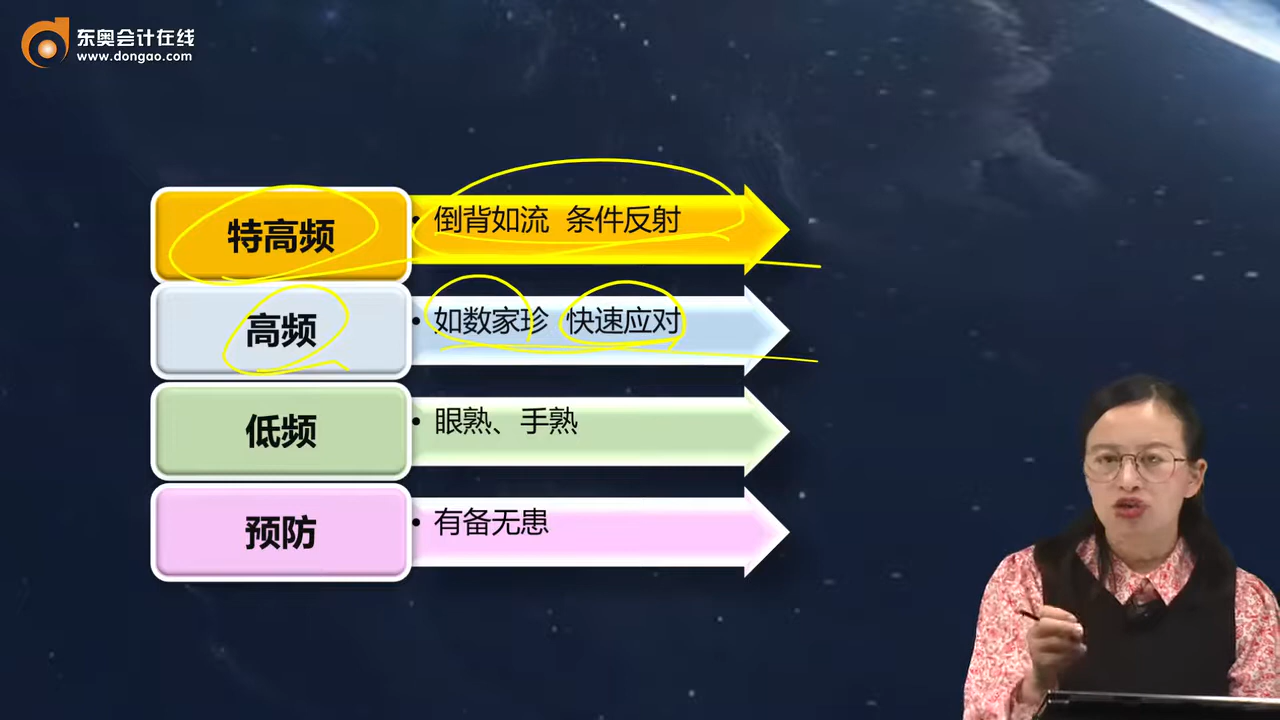 东奥会计在线
www.dongao.com
特高频
• 倒背如流 条件反射
高频
• 如数家珍 快速应对
低频
• 眼熟、手熟
预防
• 有备无患